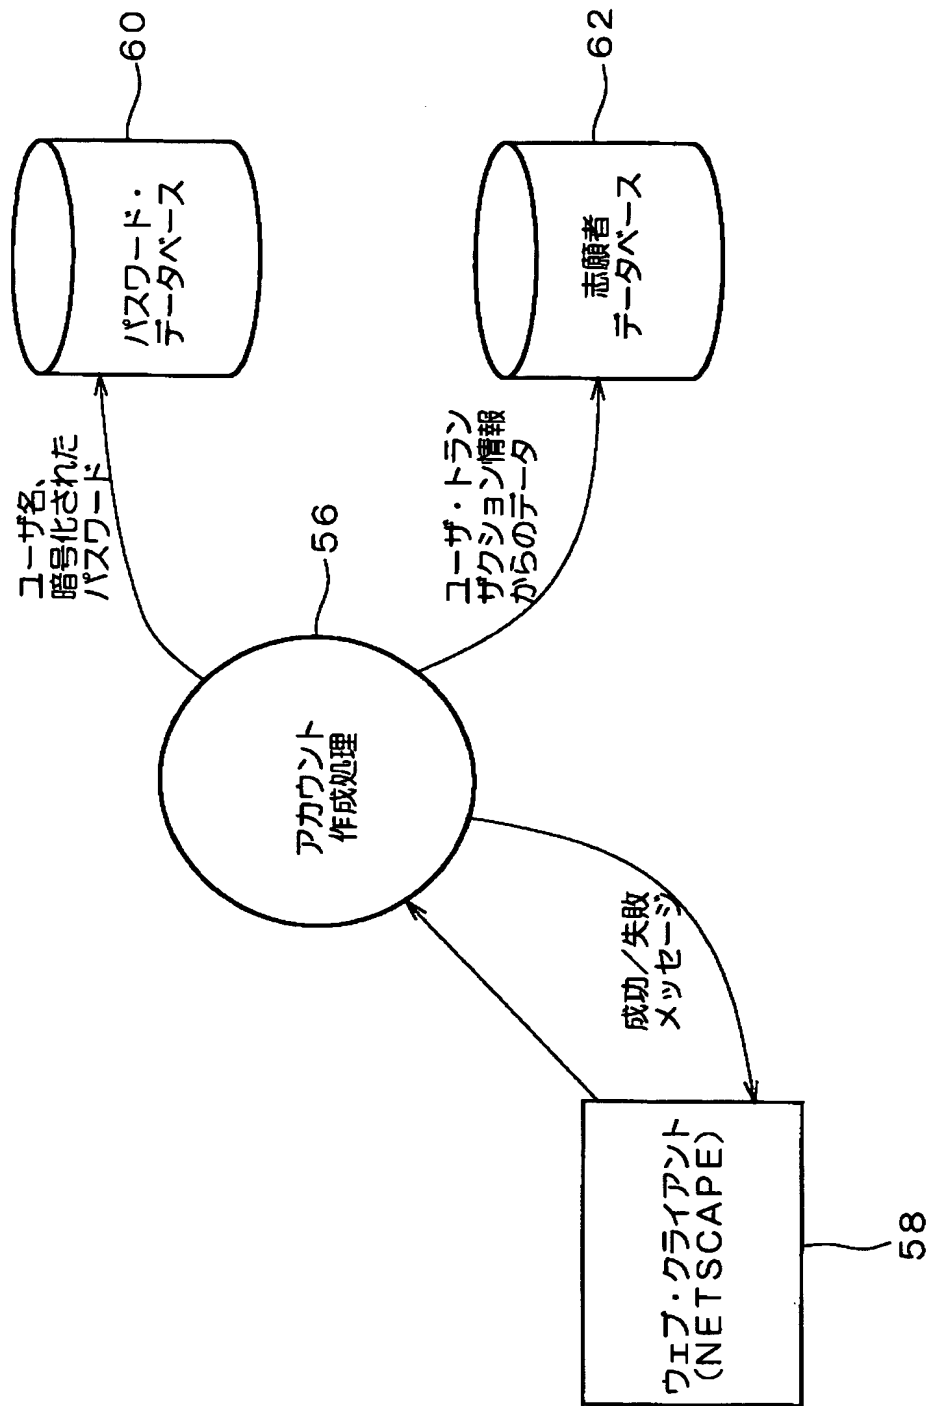 パスワード・
データベース
60
志願者
データベース
62
ユーザ名、
暗号化された
パスワード
ユーザ・トラン
ザクション情報
からのデータ
アカウント
作成処理
56
成功/失敗
メッセージ
ウェブ・クライアント
(NETSCAPE)
58